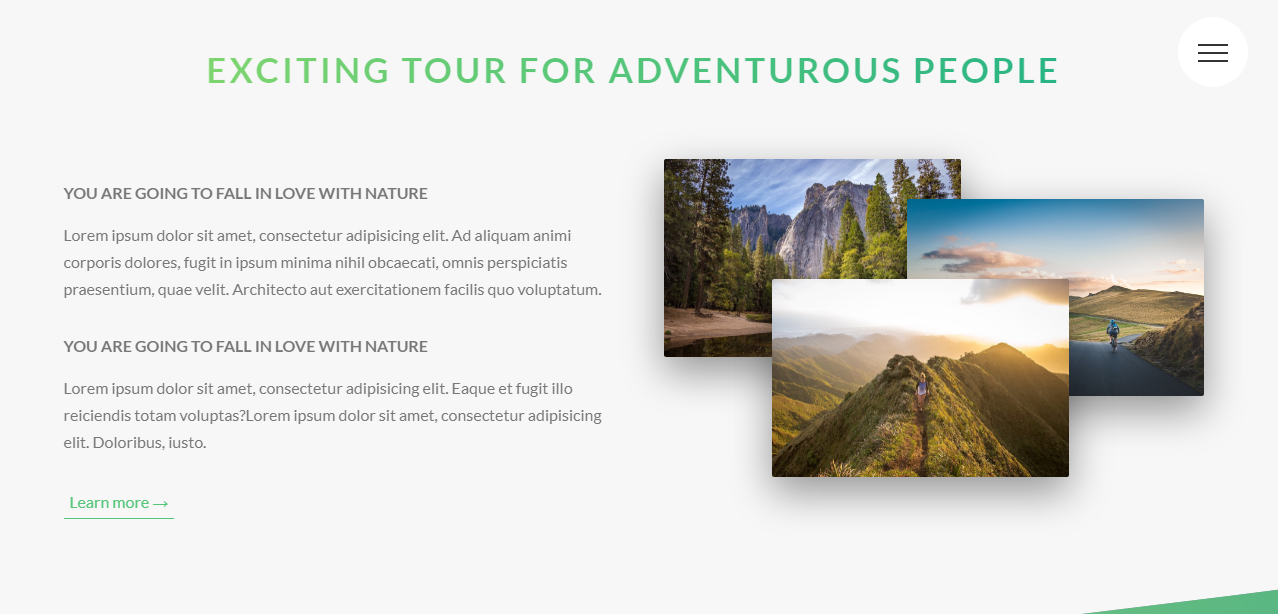 EXCITING TOUR FOR ADVENTUROUS PEOPLE
YOU ARE GOING TO FALL IN LOVE WITH NATURE
Lorem ipsum dolor sit amet, consectetur adipisicing elit. Ad aliquam animi
corporis dolores, fugit in ipsum minima nihil obcaecati, omnis perspiciatis
praesentium, quae velit. Architecto aut exercitationem facilis quo voluptatum.
YOU ARE GOING TO FALL IN LOVE WITH NATURE
Lorem ipsum dolor sit amet, consectetur adipisicing elit. Eaque et fugit illo
reiciendis totam voluptas?Lorem ipsum dolor sit amet, consectetur adipisicing
elit. Doloribus, iusto.
Learn more →